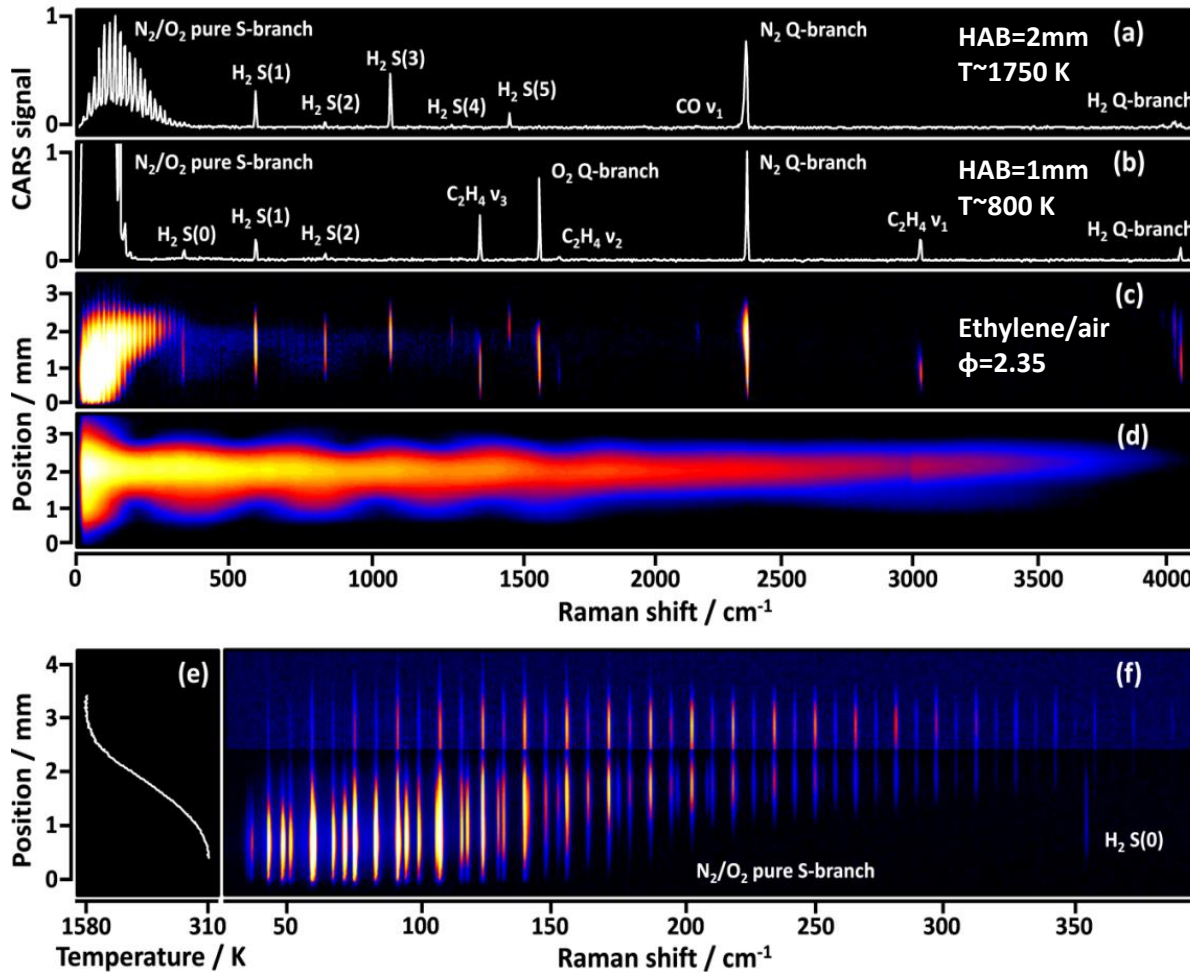 CARS signal
1
0
N₂/O₂ pure S-branch
H₂ S(1)
H₂ S(2)
H₂ S(3)
H₂ S(4)
H₂ S(5)
CO ν₁
N₂ Q-branch
HAB=2mm
T~1750 K
(a)
H₂ Q-branch
1
0
N₂/O₂ pure S-branch
H₂ S(0)
H₂ S(1)
H₂ S(2)
C₂H₄ ν₃
O₂ Q-branch
C₂H₄ ν₂
N₂ Q-branch
C₂H₄ ν₁
HAB=1mm
T~800 K
(b)
H₂ Q-branch
Position / mm
3
2
1
0
(c)
Ethylene/air
ϕ=2.35
3
2
1
0
(d)
0 500 1000 1500 2000 2500 3000 3500 4000
Raman shift / cm⁻¹
Position / mm
4
3
2
1
0
(e)
1580 310
Temperature / K
(f)
H₂ S(0)
N₂/O₂ pure S-branch
50 100 150 200 250 300 350
Raman shift / cm⁻¹